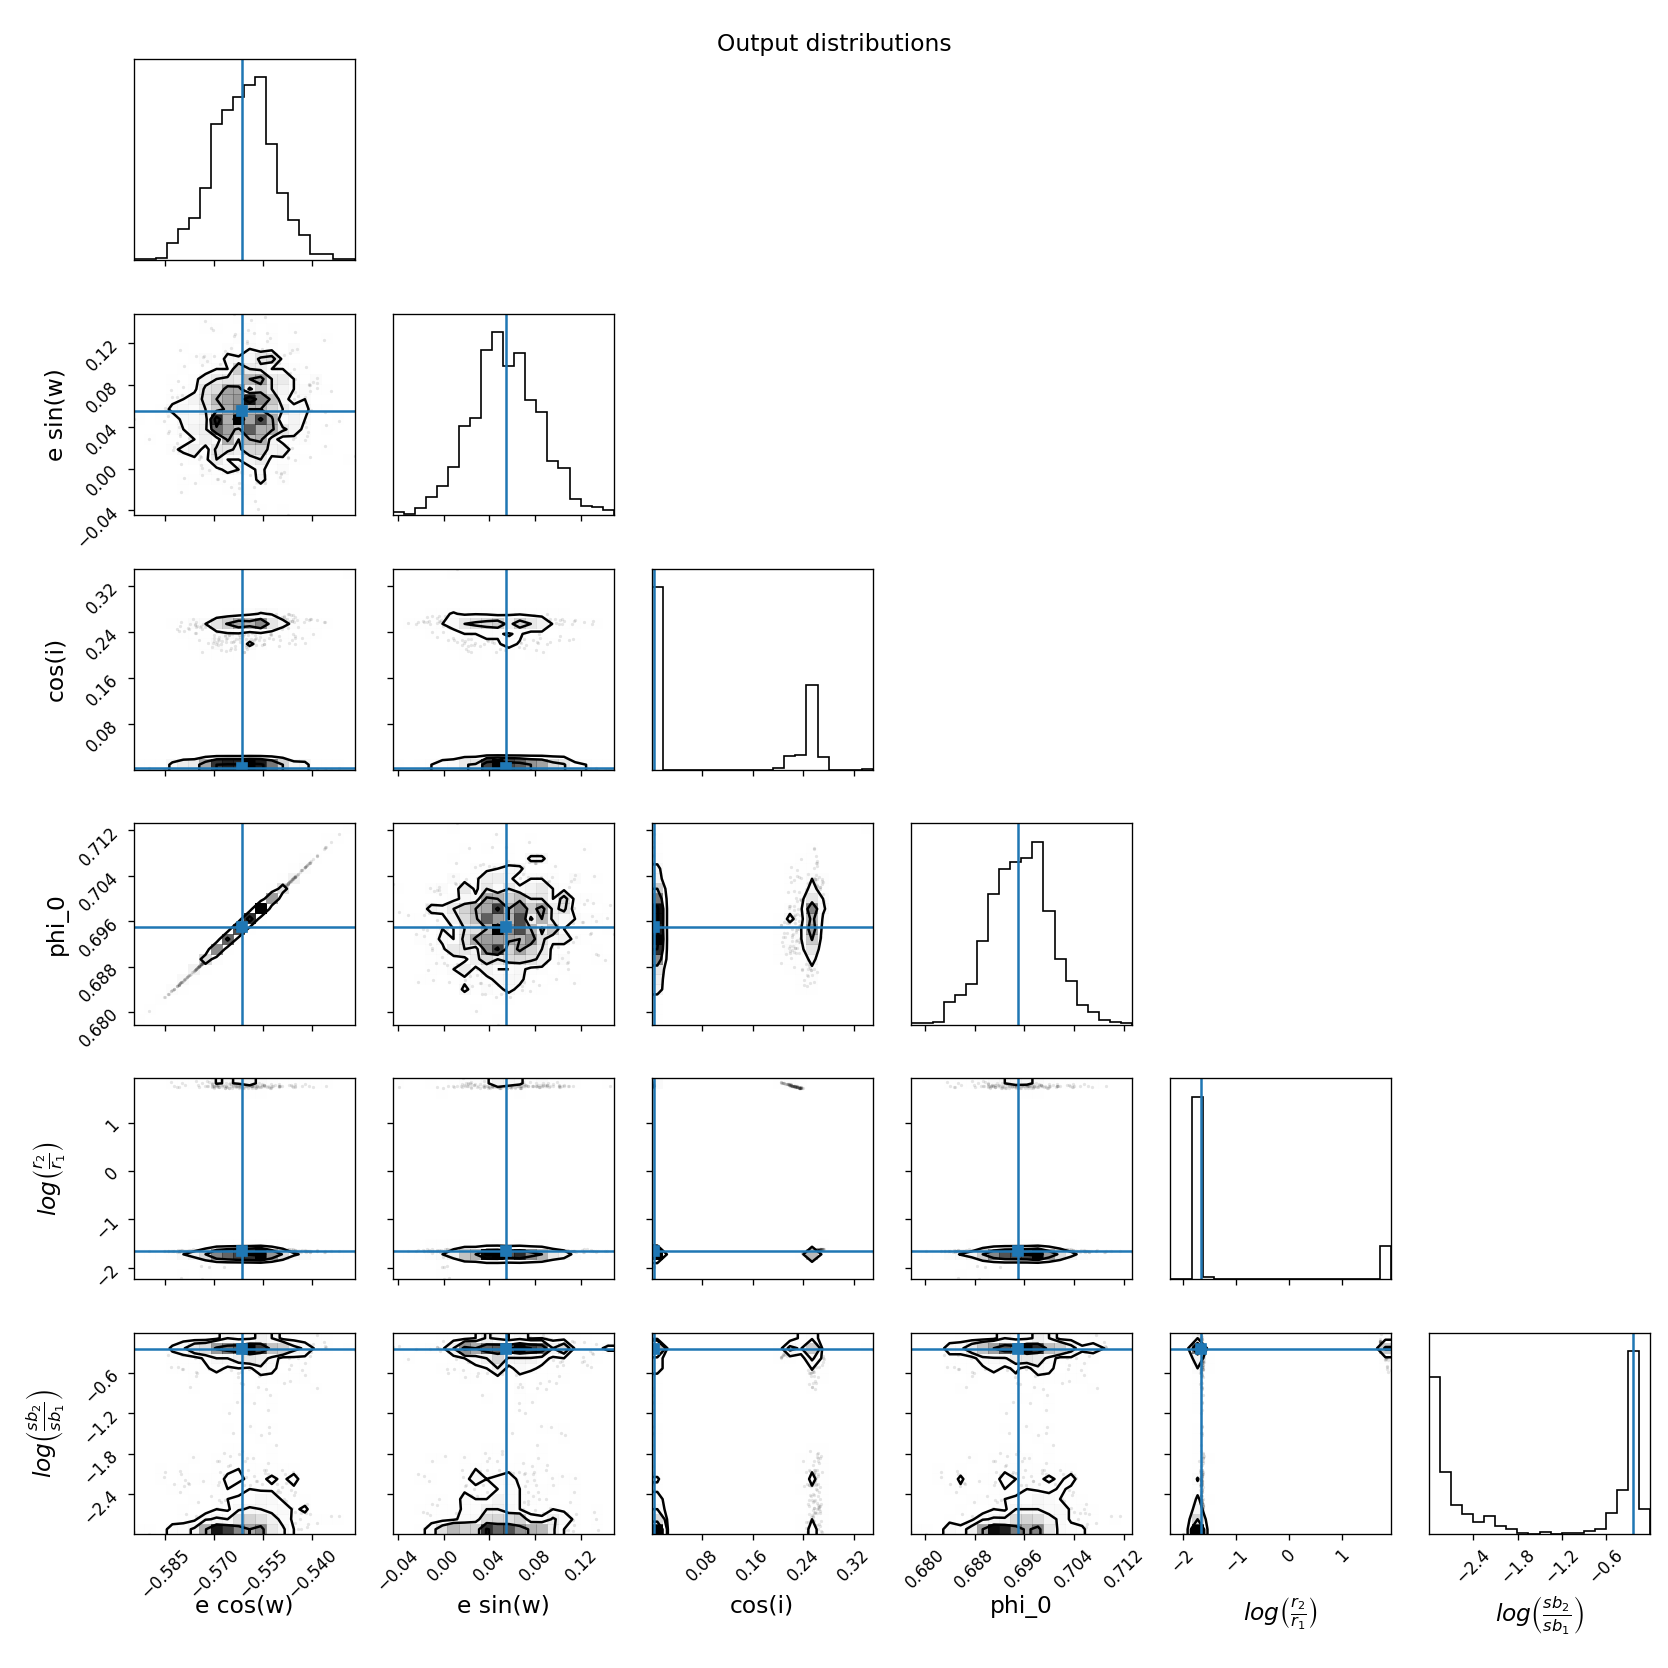 Output distributions
e sin(w)
0.12
0.08
0.04
0.00
−0.04
cos(i)
0.32
0.24
0.16
0.08
phi_0
0.712
0.704
0.696
0.688
0.680
log(r₂/r₁)
1
0
−1
−2
log(sb₂/sb₁)
−0.6
−1.2
−1.8
−2.4
−0.585 −0.570 −0.555 −0.540
−0.04 0.00 0.04 0.08 0.12
0.08 0.16 0.24 0.32
0.680 0.688 0.696 0.704 0.712
−2 −1 0 1
−2.4 −1.8 −1.2 −0.6
e cos(w) e sin(w) cos(i) phi_0 log(r₂/r₁) log(sb₂/sb₁)